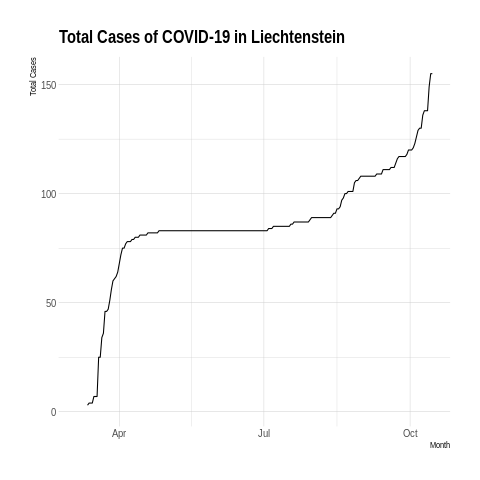 Total Cases of COVID-19 in Liechtenstein
Total Cases
150
100
50
0
Apr Jul Oct
Month